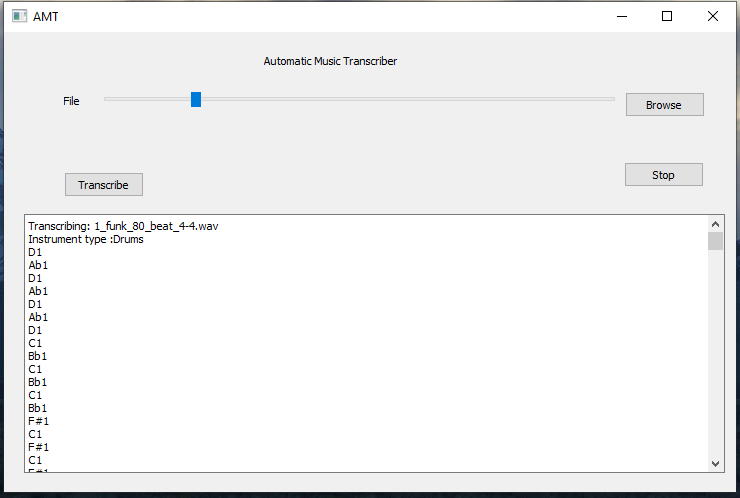 AMT
Automatic Music Transcriber
File
Browse
Transcribe
Stop
Transcribing: 1_funk_80_beat_4-4.wav
Instrument type :Drums
D1
Ab1
D1
Ab1
D1
Ab1
D1
C1
Bb1
C1
Bb1
C1
Bb1
F#1
C1
F#1
C1
F#1